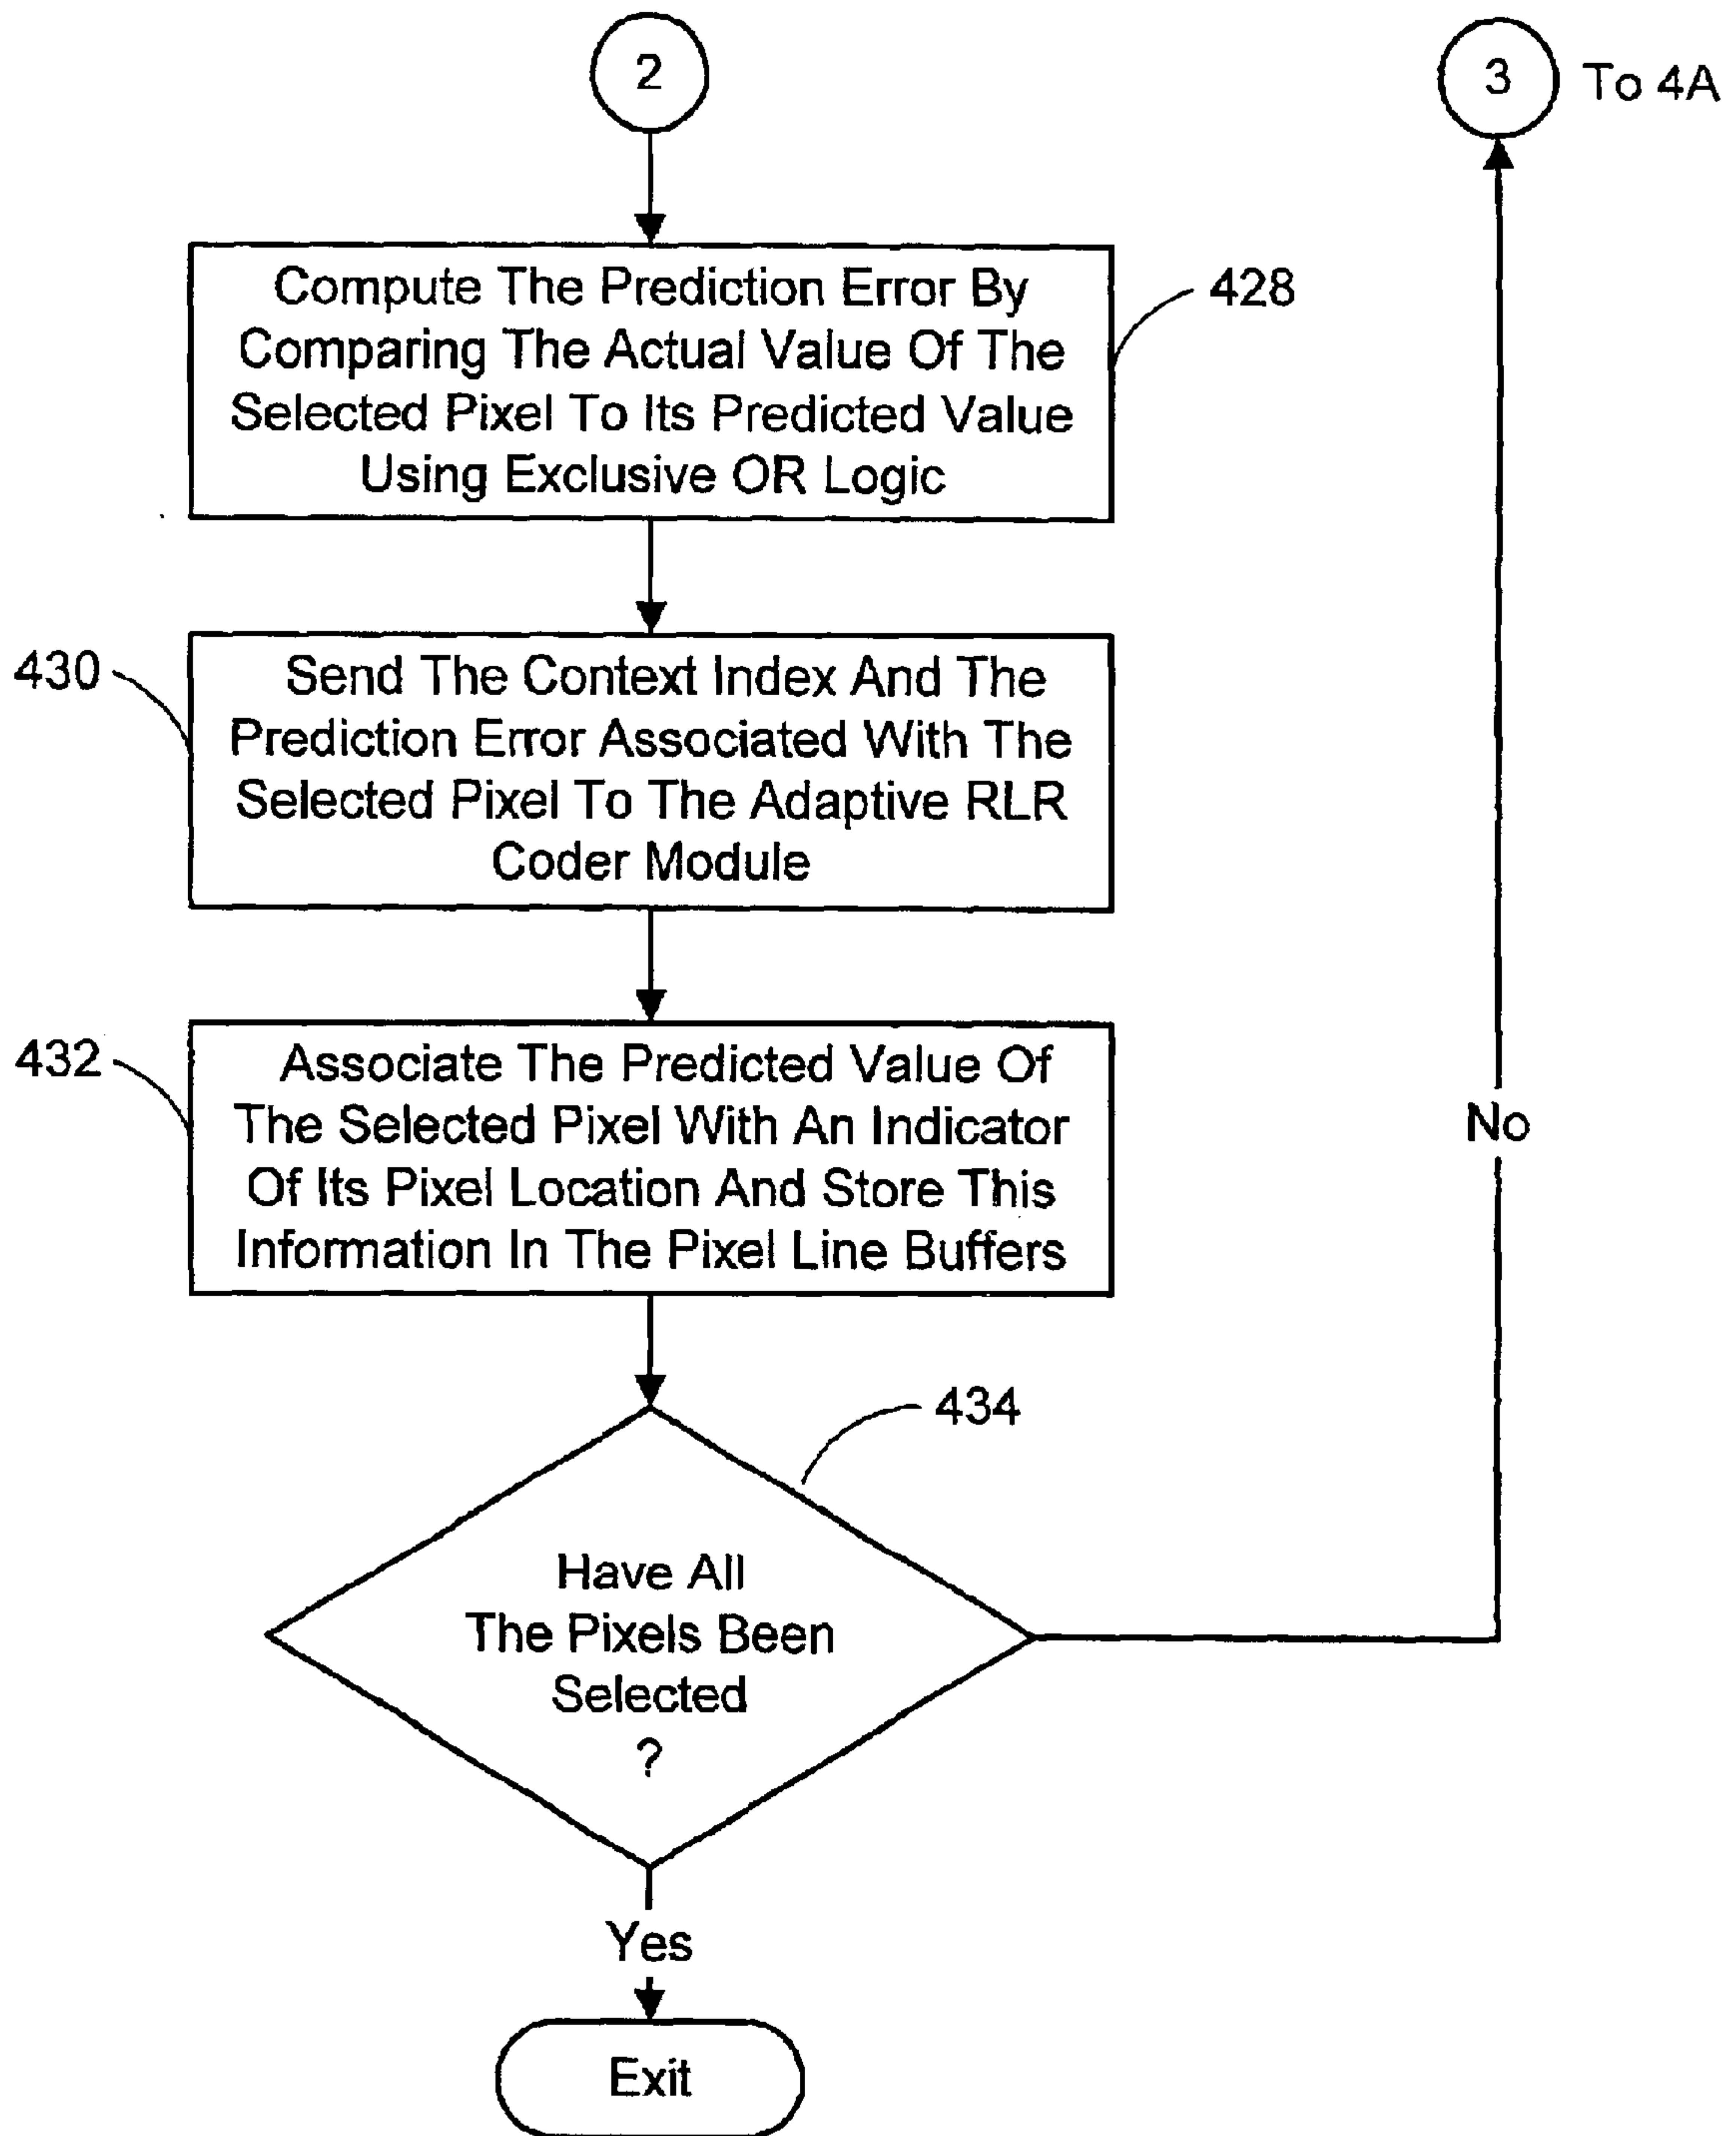 2
3 To 4A
Compute The Prediction Error By
Comparing The Actual Value Of The
Selected Pixel To Its Predicted Value
Using Exclusive OR Logic
428
430
Send The Context Index And The
Prediction Error Associated With The
Selected Pixel To The Adaptive RLR
Coder Module
432
Associate The Predicted Value Of
The Selected Pixel With An Indicator
Of Its Pixel Location And Store This
Information In The Pixel Line Buffers
No
434
Have All
The Pixels Been
Selected
?
Yes
Exit